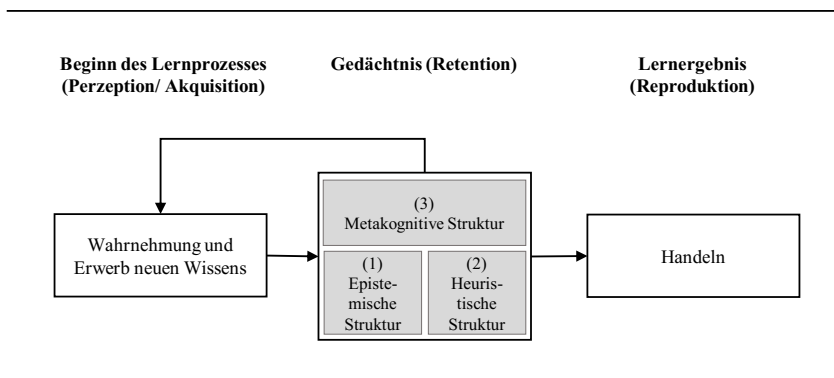 Beginn des Lernprozesses
(Perzeption/ Akquisition)
Gedächtnis (Retention)
Lernergebnis
(Reproduktion)
(3)
Metakognitive Struktur
Wahrnehmung und
Erwerb neuen Wissens
(1)
Episte-
mische
Struktur
(2)
Heuris-
tische
Struktur
Handeln